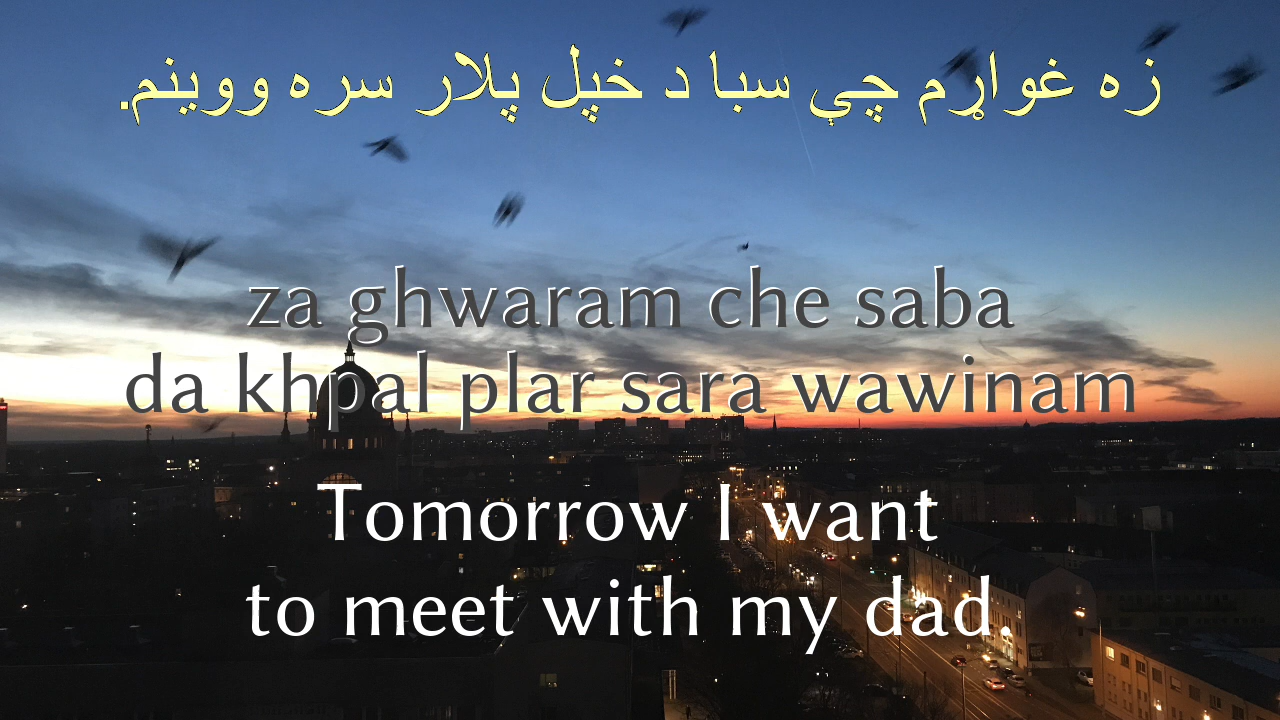 زه غواړم چې سبا د خپل پلار سره ووينم.
za ghwaram che saba
da khpal plar sara wawinam
Tomorrow I want
to meet with my dad